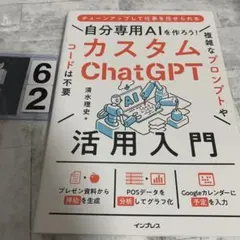 チューンアップして仕事を任せられる
自分専用AIを作ろう!
カスタム
ChatGPT
活用入門
複雑なプロンプトや
コードは不要
清水理史・著
プレゼン資料から
挿絵を生成
POSデータを
分析してグラフ化
Googleカレンダーに
予定を入力
インプレス
6
2